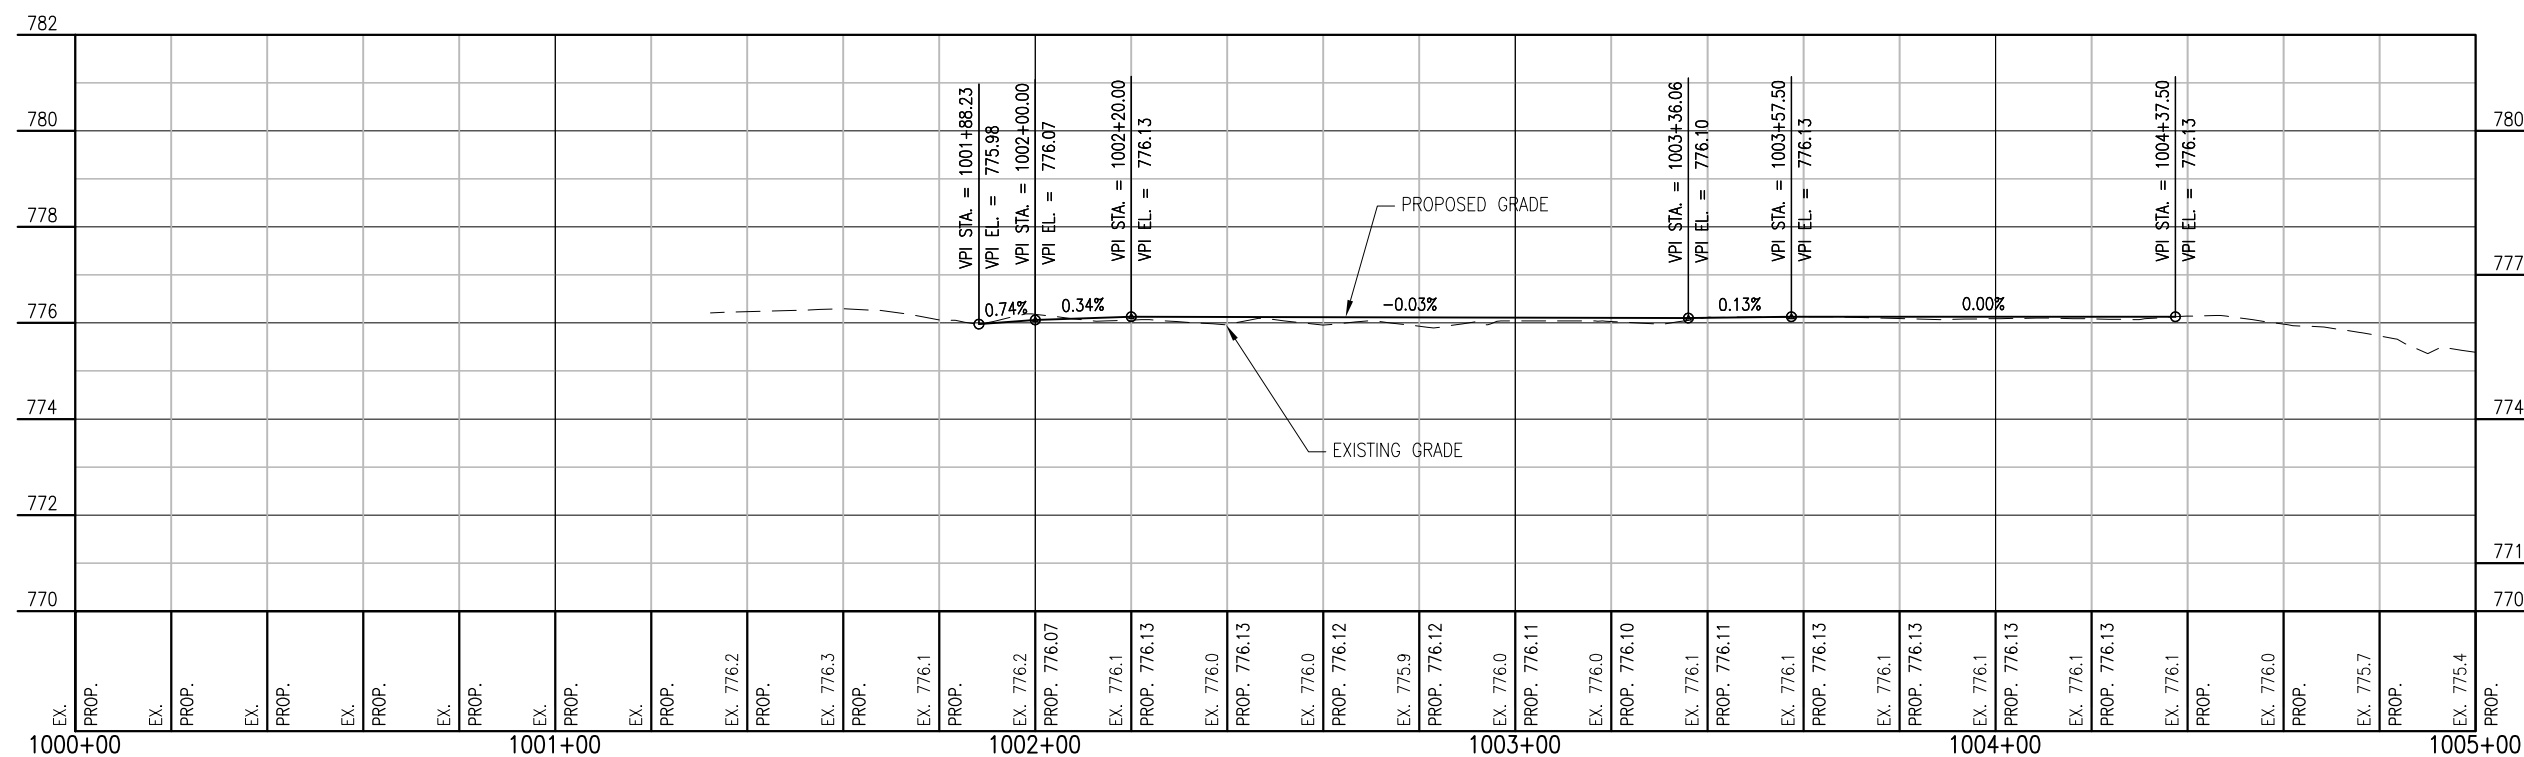 782
780
778
776
774
772
770
780
777
774
771
770
VPI STA. = 1001+88.23
VPI EL. = 775.98
VPI STA. = 1002+00.00
VPI EL. = 776.07
VPI STA. = 1002+20.00
VPI EL. = 776.13
VPI STA. = 1003+36.06
VPI EL. = 776.10
VPI STA. = 1003+57.50
VPI EL. = 776.13
VPI STA. = 1004+37.50
VPI EL. = 776.13
PROPOSED GRADE
0.74%
0.34%
-0.03%
0.13%
0.00%
EXISTING GRADE
EX.
PROP.
EX.
PROP.
EX.
PROP.
EX.
PROP.
EX.
PROP.
EX.
PROP.
EX.
PROP.
EX. 776.2
PROP.
EX. 776.3
PROP.
EX. 776.1
PROP.
EX. 776.2
PROP. 776.07
EX. 776.1
PROP. 776.13
EX. 776.0
PROP. 776.13
EX. 776.0
PROP. 776.12
EX. 775.9
PROP. 776.12
EX. 776.0
PROP. 776.11
EX. 776.0
PROP. 776.10
EX. 776.1
PROP. 776.11
EX. 776.1
PROP. 776.13
EX. 776.1
PROP. 776.13
EX. 776.1
PROP. 776.13
EX. 776.1
PROP. 776.13
EX. 776.1
PROP.
EX. 776.0
PROP.
EX. 775.7
PROP.
EX. 775.4
PROP.
1000+00
1001+00
1002+00
1003+00
1004+00
1005+00